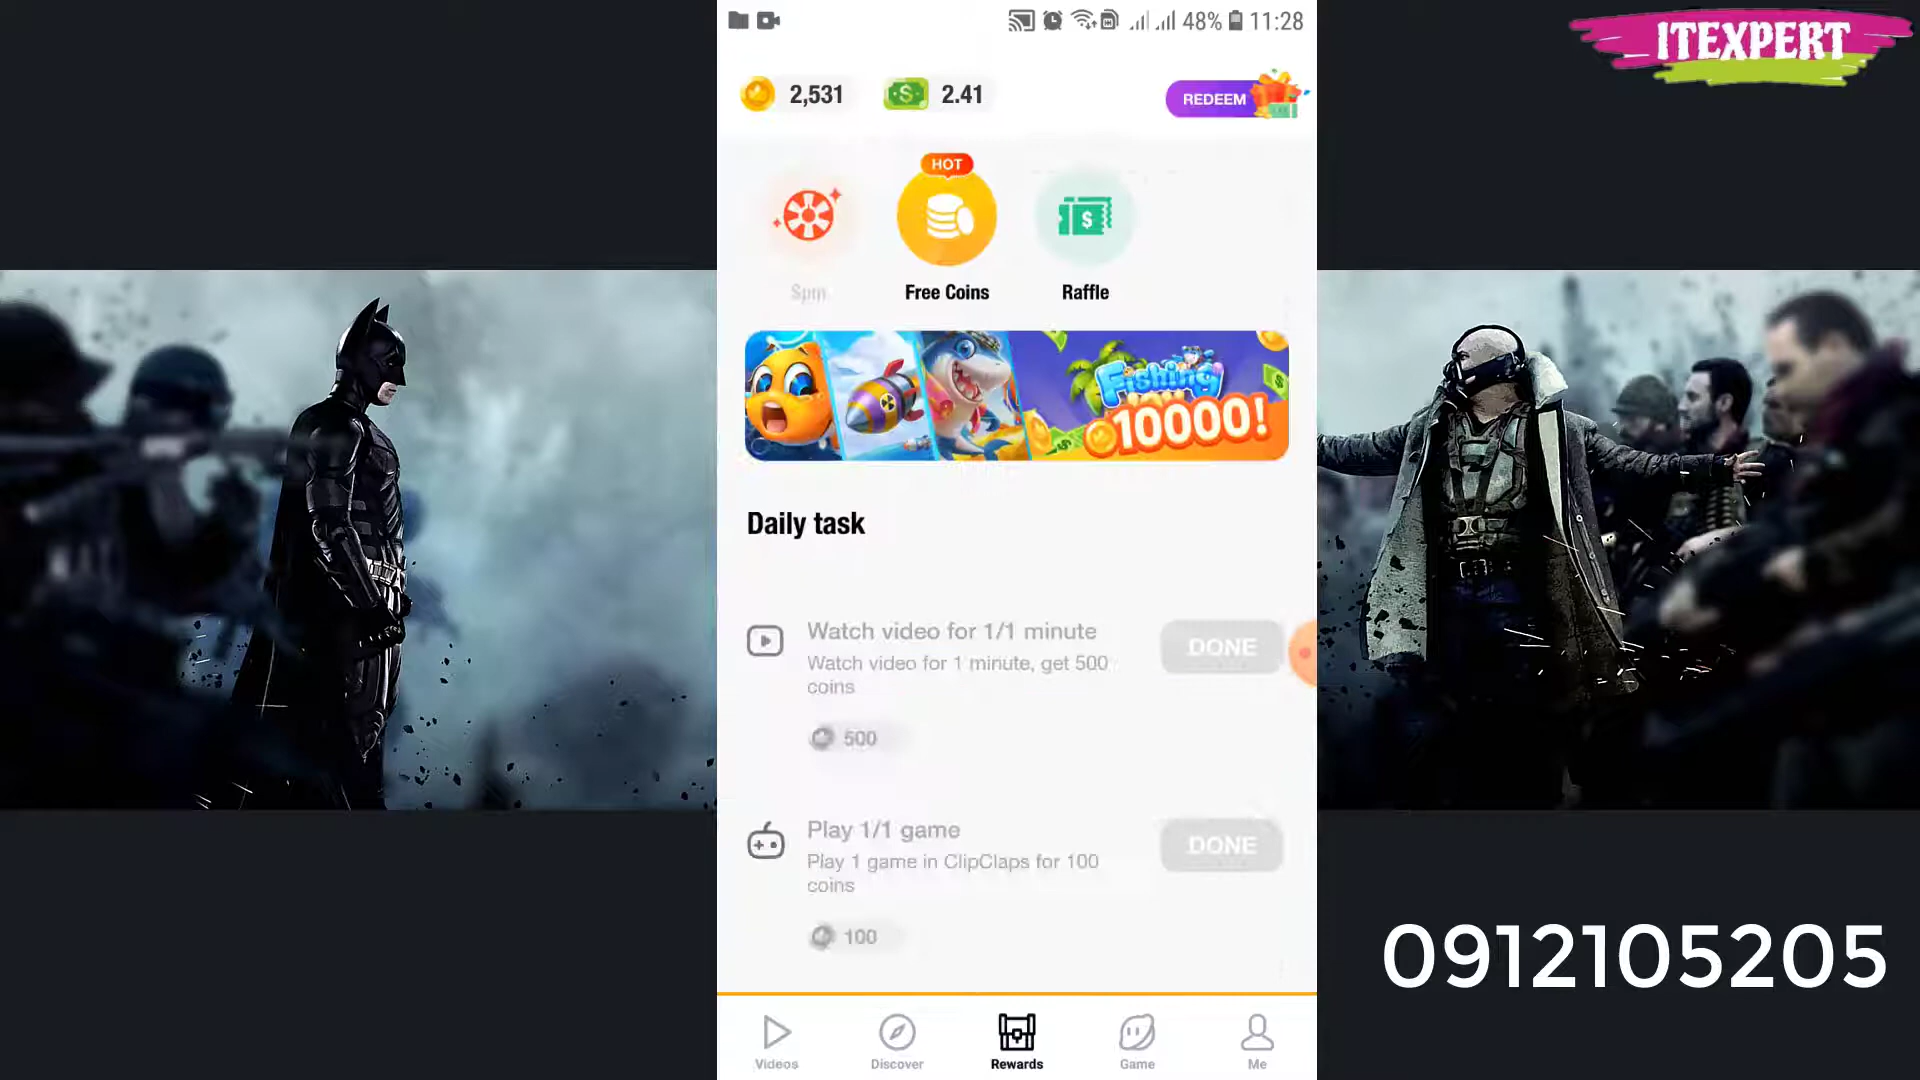 48% 11:28
ITEXPERT
2,531
2.41
REDEEM
HOT
Spin
Free Coins
Raffle
Fishing
10000!
Daily task
Watch video for 1/1 minute
Watch video for 1 minute, get 500
coins
DONE
500
Play 1/1 game
Play 1 game in ClipClaps for 100
coins
DONE
100
0912105205
Videos
Discover
Rewards
Game
Me